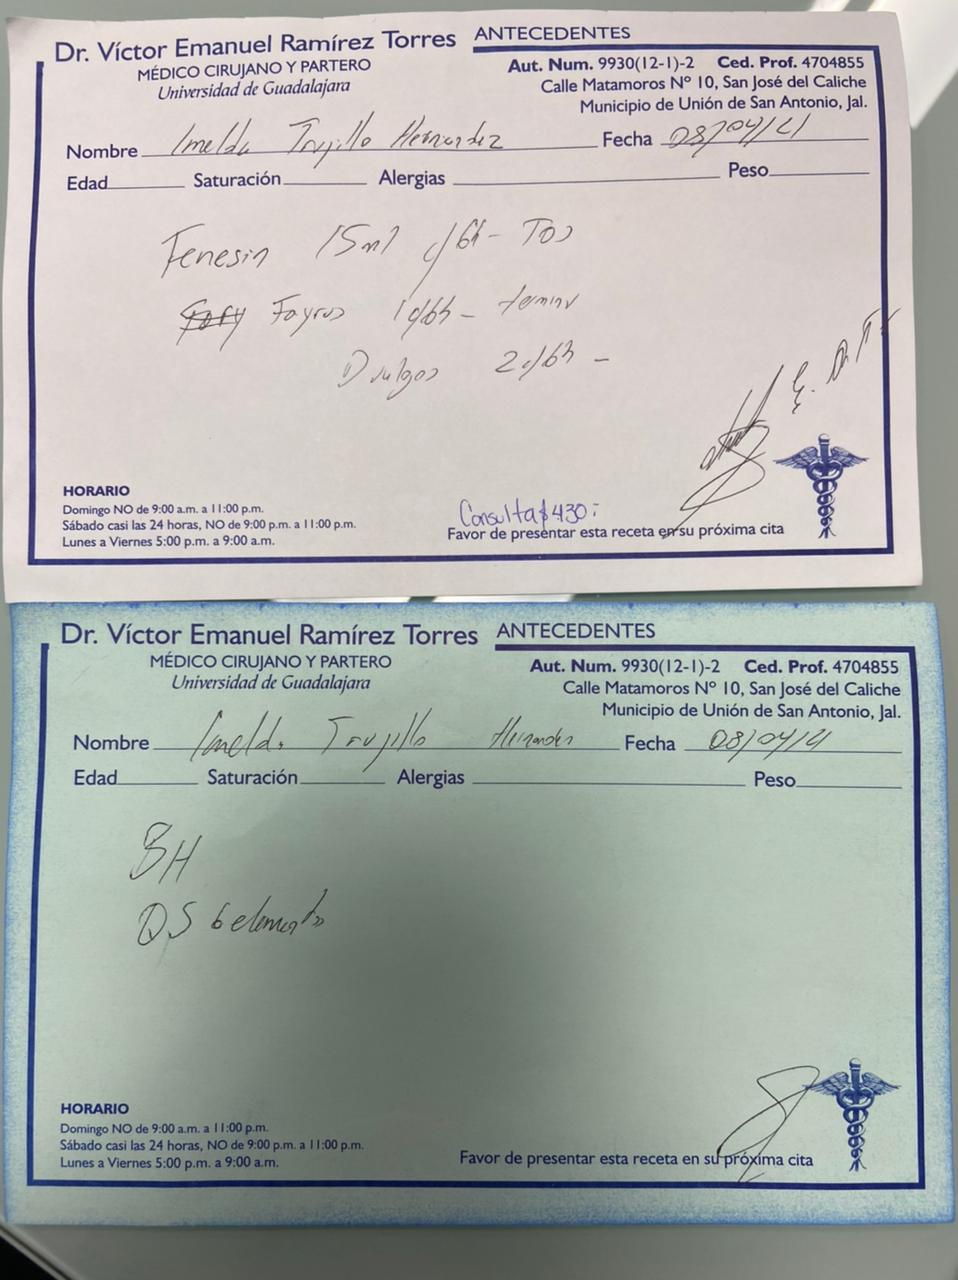 Dr. Víctor Emanuel Ramírez Torres
ANTECEDENTES
MÉDICO CIRUJANO Y PARTERO
Universidad de Guadalajara
Aut. Num. 9930(12-1)-2 Ced. Prof. 4704855
Calle Matamoros Nº 10, San José del Caliche
Municipio de Unión de San Antonio, Jal.
Nombre Imelda Trujillo Hernandez Fecha 08/04/21
Edad Saturación Alergias Peso
Fenesin 15ml c/6h - Tos
1 c/6h -
2 c/6h -
HORARIO
Domingo NO de 9:00 a.m. a 11:00 p.m.
Sábado casi las 24 horas, NO de 9:00 p.m. a 11:00 p.m.
Lunes a Viernes 5:00 p.m. a 9:00 a.m.
Consulta $430
Favor de presentar esta receta en su próxima cita
Dr. Víctor Emanuel Ramírez Torres
ANTECEDENTES
MÉDICO CIRUJANO Y PARTERO
Universidad de Guadalajara
Aut. Num. 9930(12-1)-2 Ced. Prof. 4704855
Calle Matamoros Nº 10, San José del Caliche
Municipio de Unión de San Antonio, Jal.
Nombre Imelda Trujillo Hernandez Fecha 08/04/21
Edad Saturación Alergias Peso
BH
QS 6 elementos
HORARIO
Domingo NO de 9:00 p.m. a 11:00 p.m.
Sábado casi las 24 horas, NO de 9:00 p.m. a 11:00 p.m.
Lunes a Viernes 5:00 p.m. a 9:00 a.m.
Favor de presentar esta receta en su próxima cita